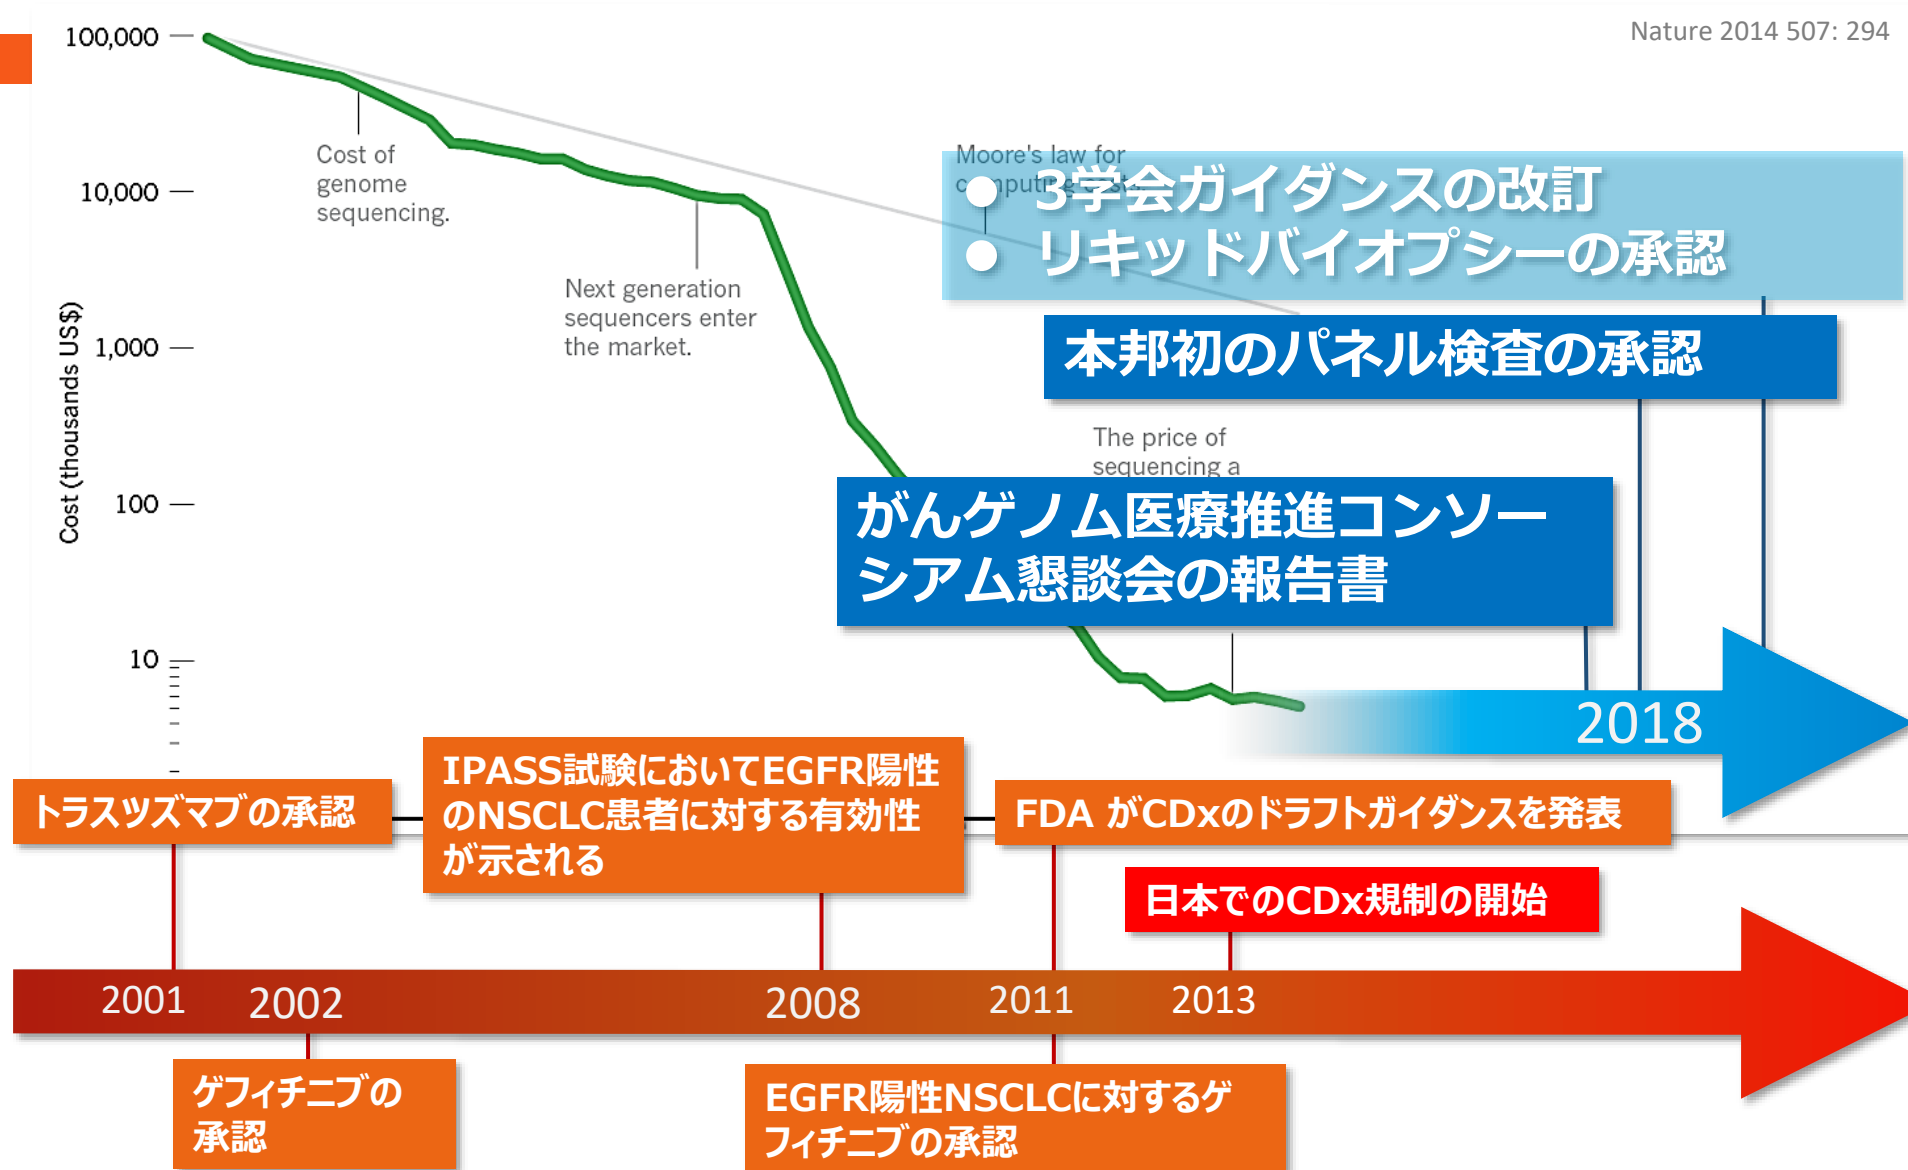 Nature 2014 507: 294
100,000
10,000
1,000
100
10
Cost (thousands US$)
Cost of
genome
sequencing.
Next generation
sequencers enter
the market.
Moore's law for
computing costs.
● 3学会ガイダンスの改訂
● リキッドバイオプシーの承認
本邦初のパネル検査の承認
The price of
sequencing a
がんゲノム医療推進コンソー
シアム懇談会の報告書
2018
トラスツズマブの承認
IPASS試験においてEGFR陽性
のNSCLC患者に対する有効性
が示される
FDA がCDxのドラフトガイダンスを発表
日本でのCDx規制の開始
2001
2002
2008
2011
2013
ゲフィチニブの
承認
EGFR陽性NSCLCに対するゲ
フィチニブの承認